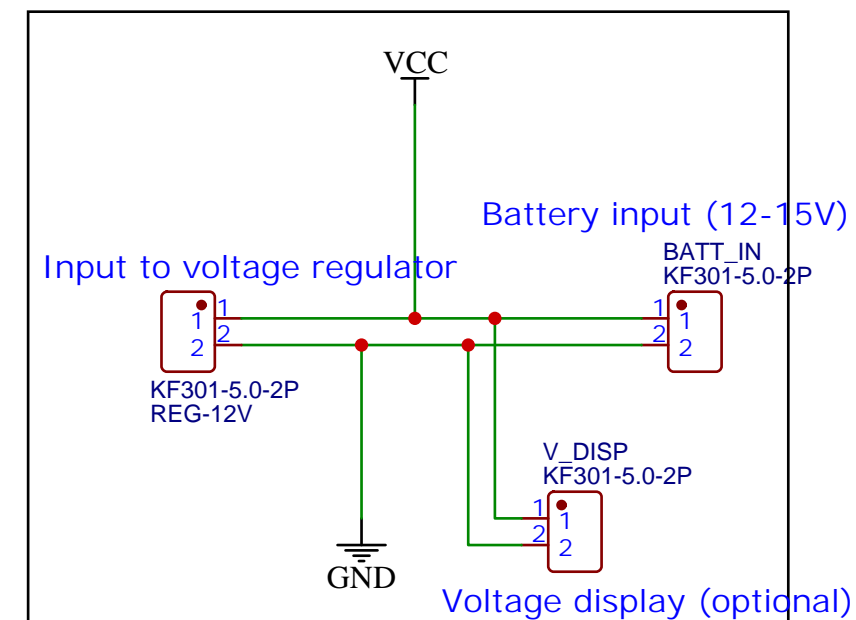 VCC
Battery input (12-15V)
BATT_IN
KF301-5.0-2P
Input to voltage regulator
1
1
2
2
1
1
2
2
KF301-5.0-2P
REG-12V
V_DISP
KF301-5.0-2P
1
1
2
2
GND
Voltage display (optional)